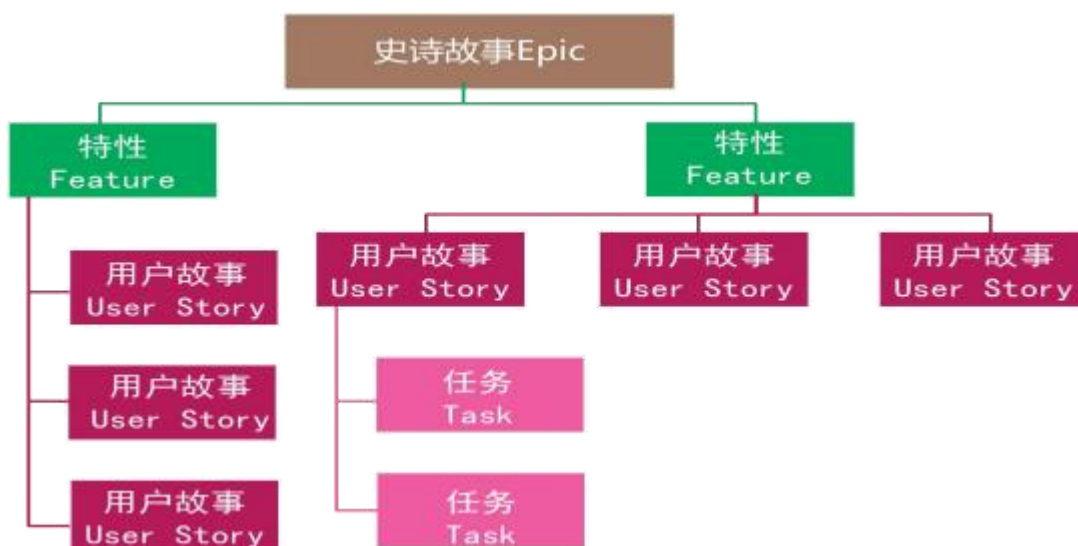 史诗故事Epic
特性
Feature
特性
Feature
用户故事
User Story
用户故事
User Story
用户故事
User Story
用户故事
User Story
用户故事
User Story
用户故事
User Story
任务
Task
任务
Task